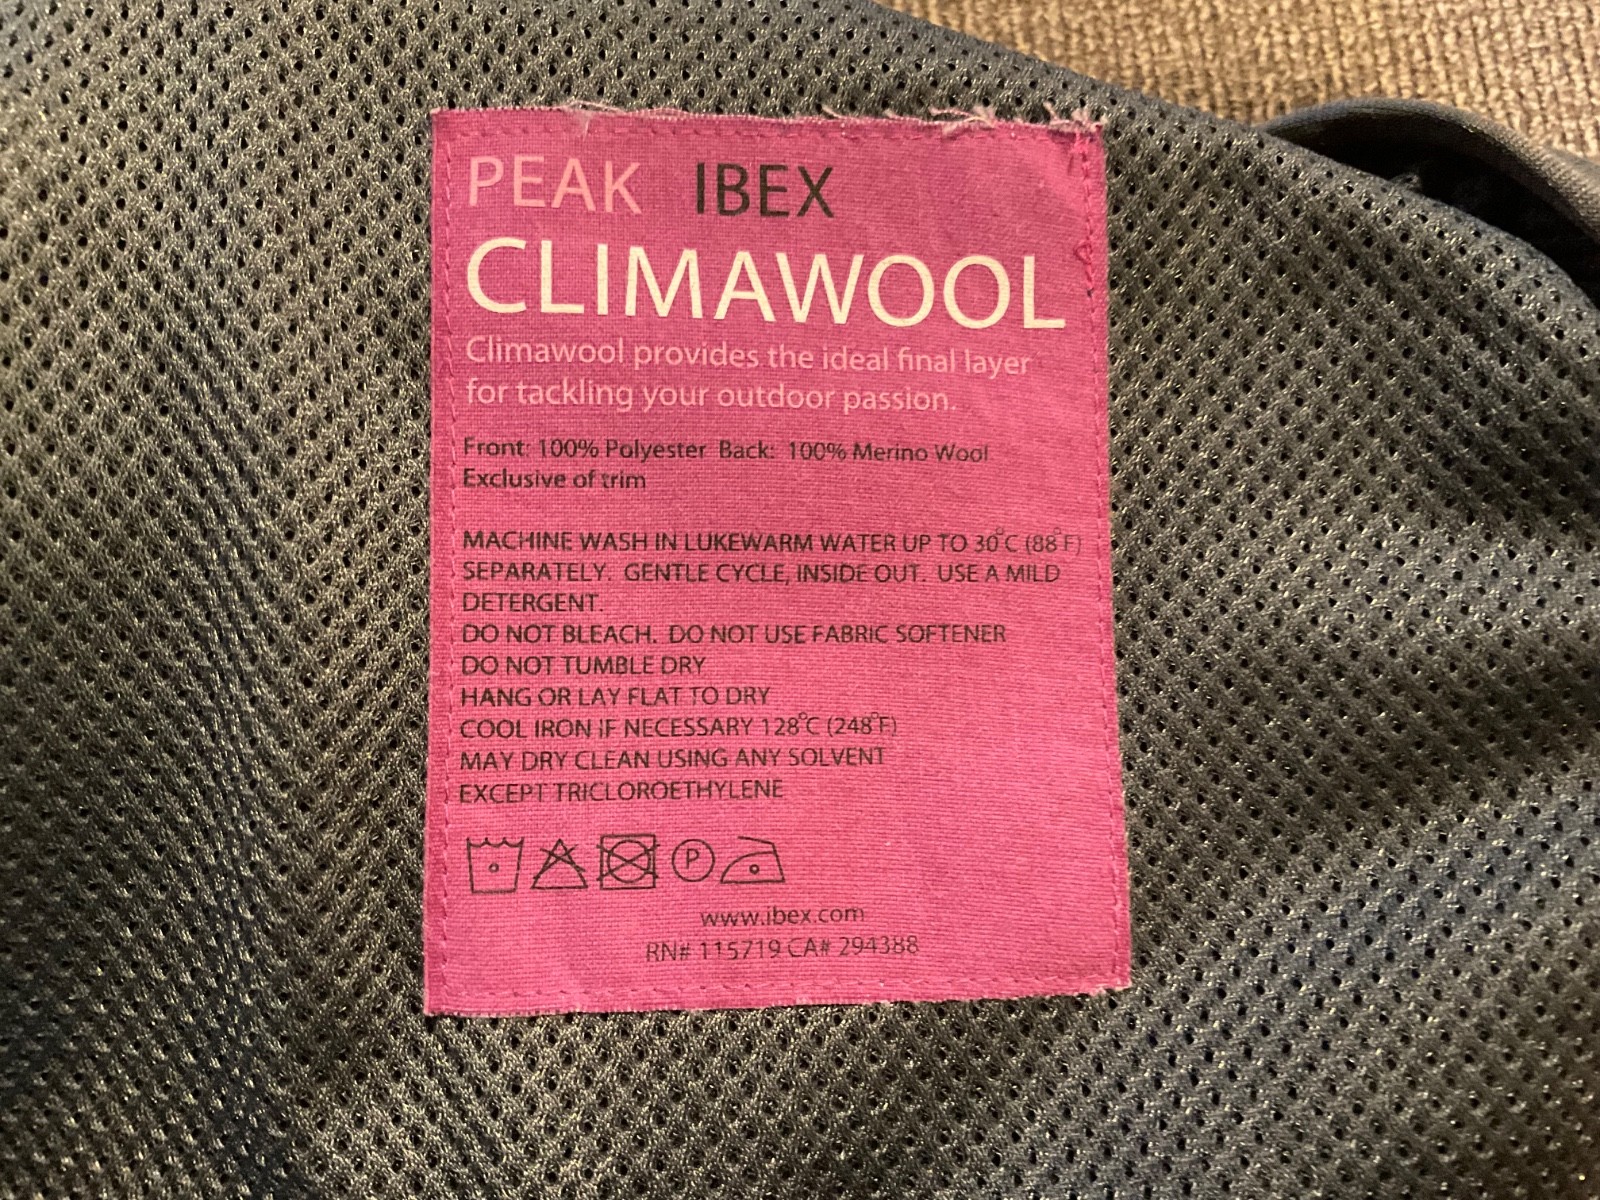 PEAK IBEX
CLIMAWOOL
Climawool provides the ideal final layer
for tackling your outdoor passion.
Front: 100% Polyester Back: 100% Merino Wool
Exclusive of trim
MACHINE WASH IN LUKEWARM WATER UP TO 30°C (88°F)
SEPARATELY. GENTLE CYCLE, INSIDE OUT. USE A MILD
DETERGENT.
DO NOT BLEACH. DO NOT USE FABRIC SOFTENER
DO NOT TUMBLE DRY
HANG OR LAY FLAT TO DRY
COOL IRON IF NECESSARY 128°C (248°F)
MAY DRY CLEAN USING ANY SOLVENT
EXCEPT TRICLOROETHYLENE
P
www.ibex.com
RN# 115719 CA# 294388